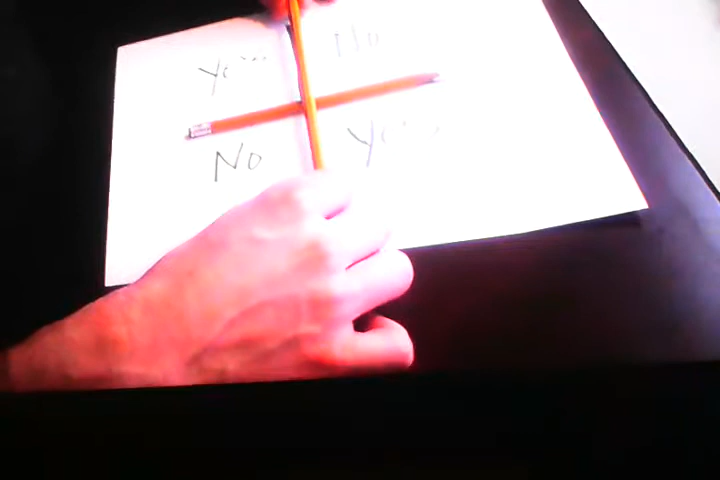 Yes No
No Yes